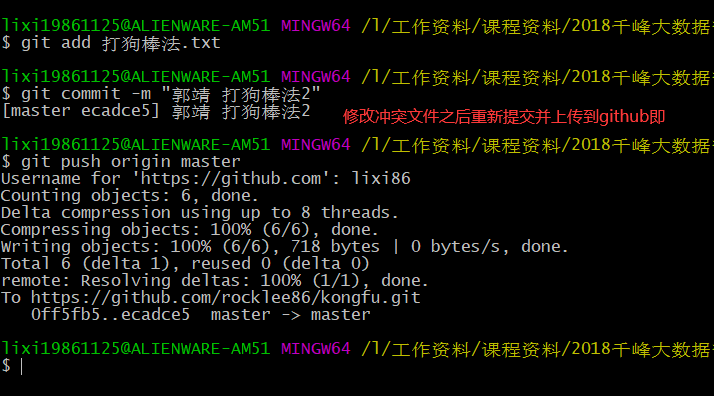 lixi19861125@ALIENWARE-AM51 MINGW64 /l/工作资料/课程资料/2018千峰大数据
$ git add 打狗棒法.txt
lixi19861125@ALIENWARE-AM51 MINGW64 /l/工作资料/课程资料/2018千峰大数据
$ git commit -m "郭靖 打狗棒法2"
[master ecadce5] 郭靖 打狗棒法2
修改冲突文件之后重新提交并上传到github即
lixi19861125@ALIENWARE-AM51 MINGW64 /l/工作资料/课程资料/2018千峰大数据
$ git push origin master
Username for 'https://github.com': lixi86
Counting objects: 6, done.
Delta compression using up to 8 threads.
Compressing objects: 100% (6/6), done.
Writing objects: 100% (6/6), 718 bytes | 0 bytes/s, done.
Total 6 (delta 1), reused 0 (delta 0)
remote: Resolving deltas: 100% (1/1), done.
To https://github.com/rocklee86/kongfu.git
   0ff5fb5..ecadce5  master -> master
lixi19861125@ALIENWARE-AM51 MINGW64 /l/工作资料/课程资料/2018千峰大数据
$